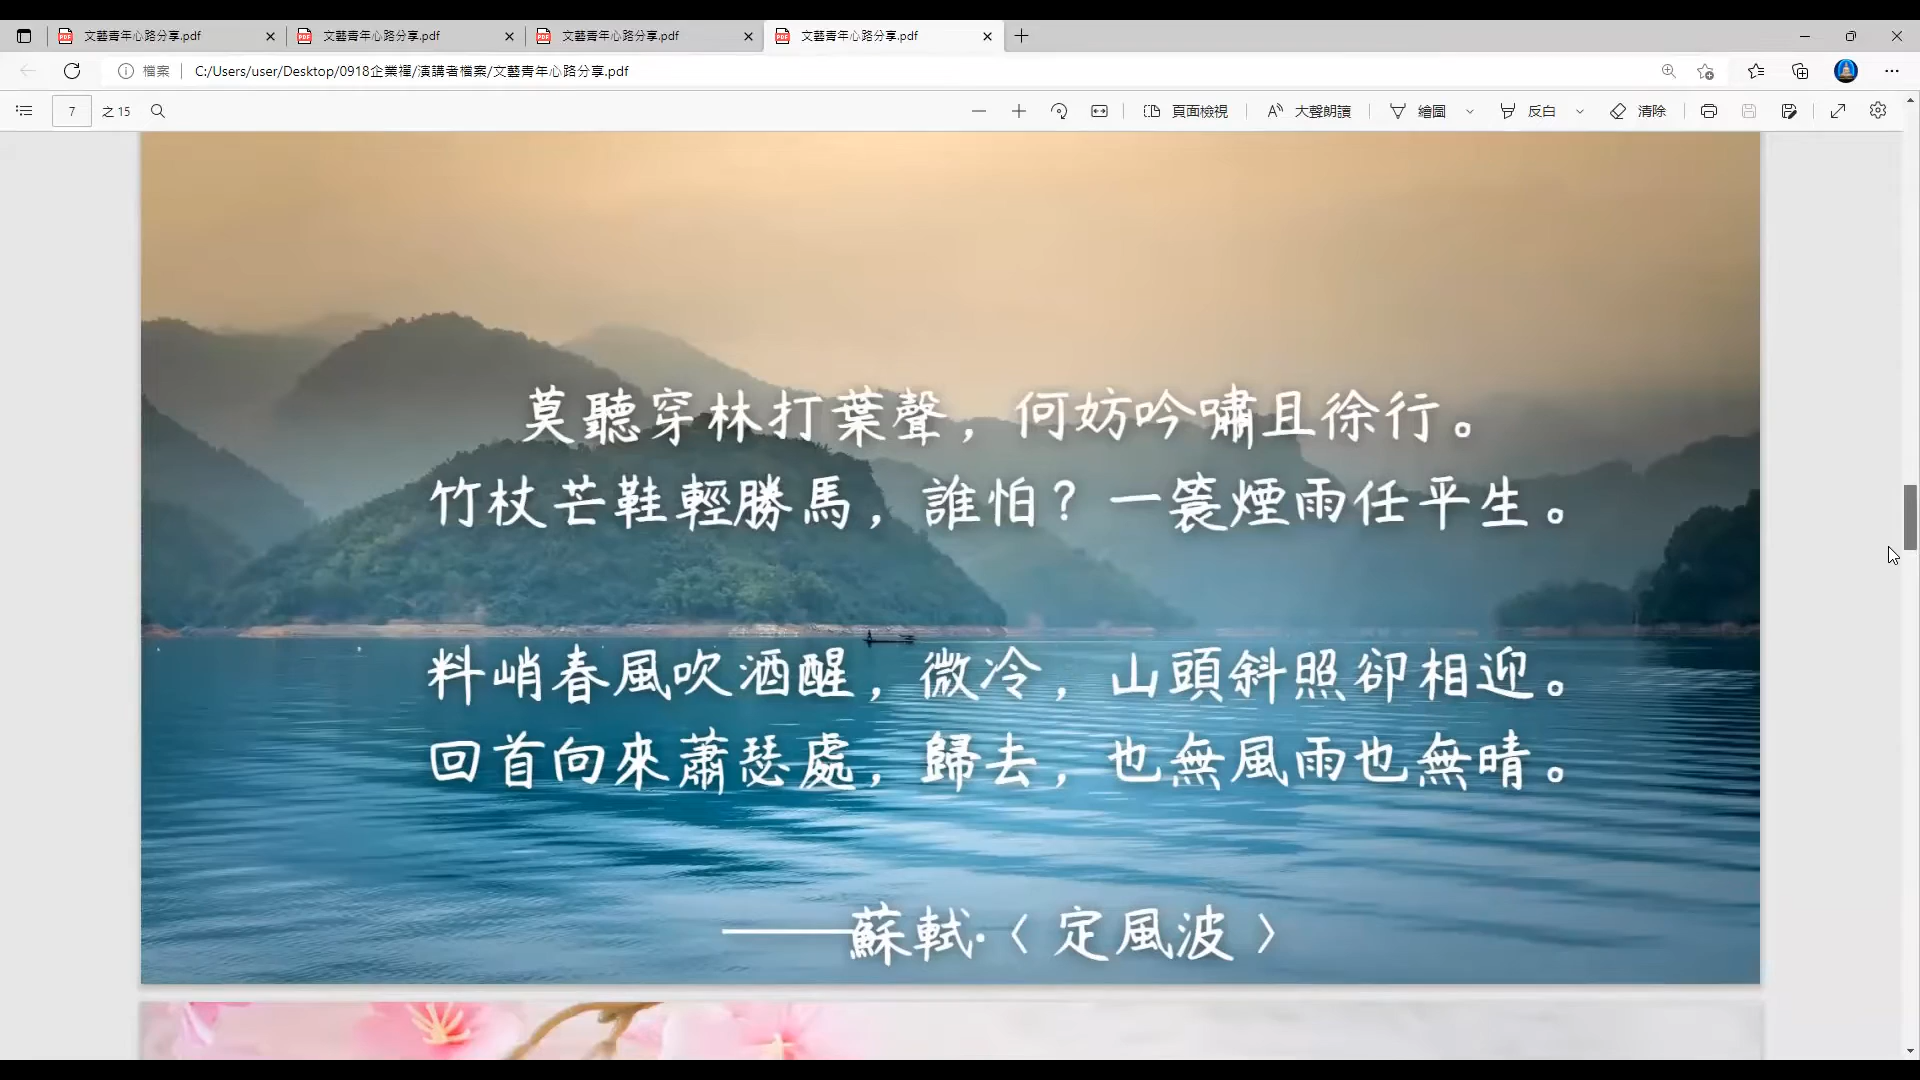 文藝青年心路分享.pdf
文藝青年心路分享.pdf
文藝青年心路分享.pdf
文藝青年心路分享.pdf
檔案 C:/Users/user/Desktop/0918企業禪/演講者檔案/文藝青年心路分享.pdf
7 之 15 頁面檢視 大聲朗讀 繪圖 反白 清除
莫聽穿林打葉聲，何妨吟嘯且徐行。
竹杖芒鞋輕勝馬，誰怕？一簑煙雨任平生。
料峭春風吹酒醒，微冷，山頭斜照卻相迎。
回首向來蕭瑟處，歸去，也無風雨也無晴。
——蘇軾·〈定風波〉